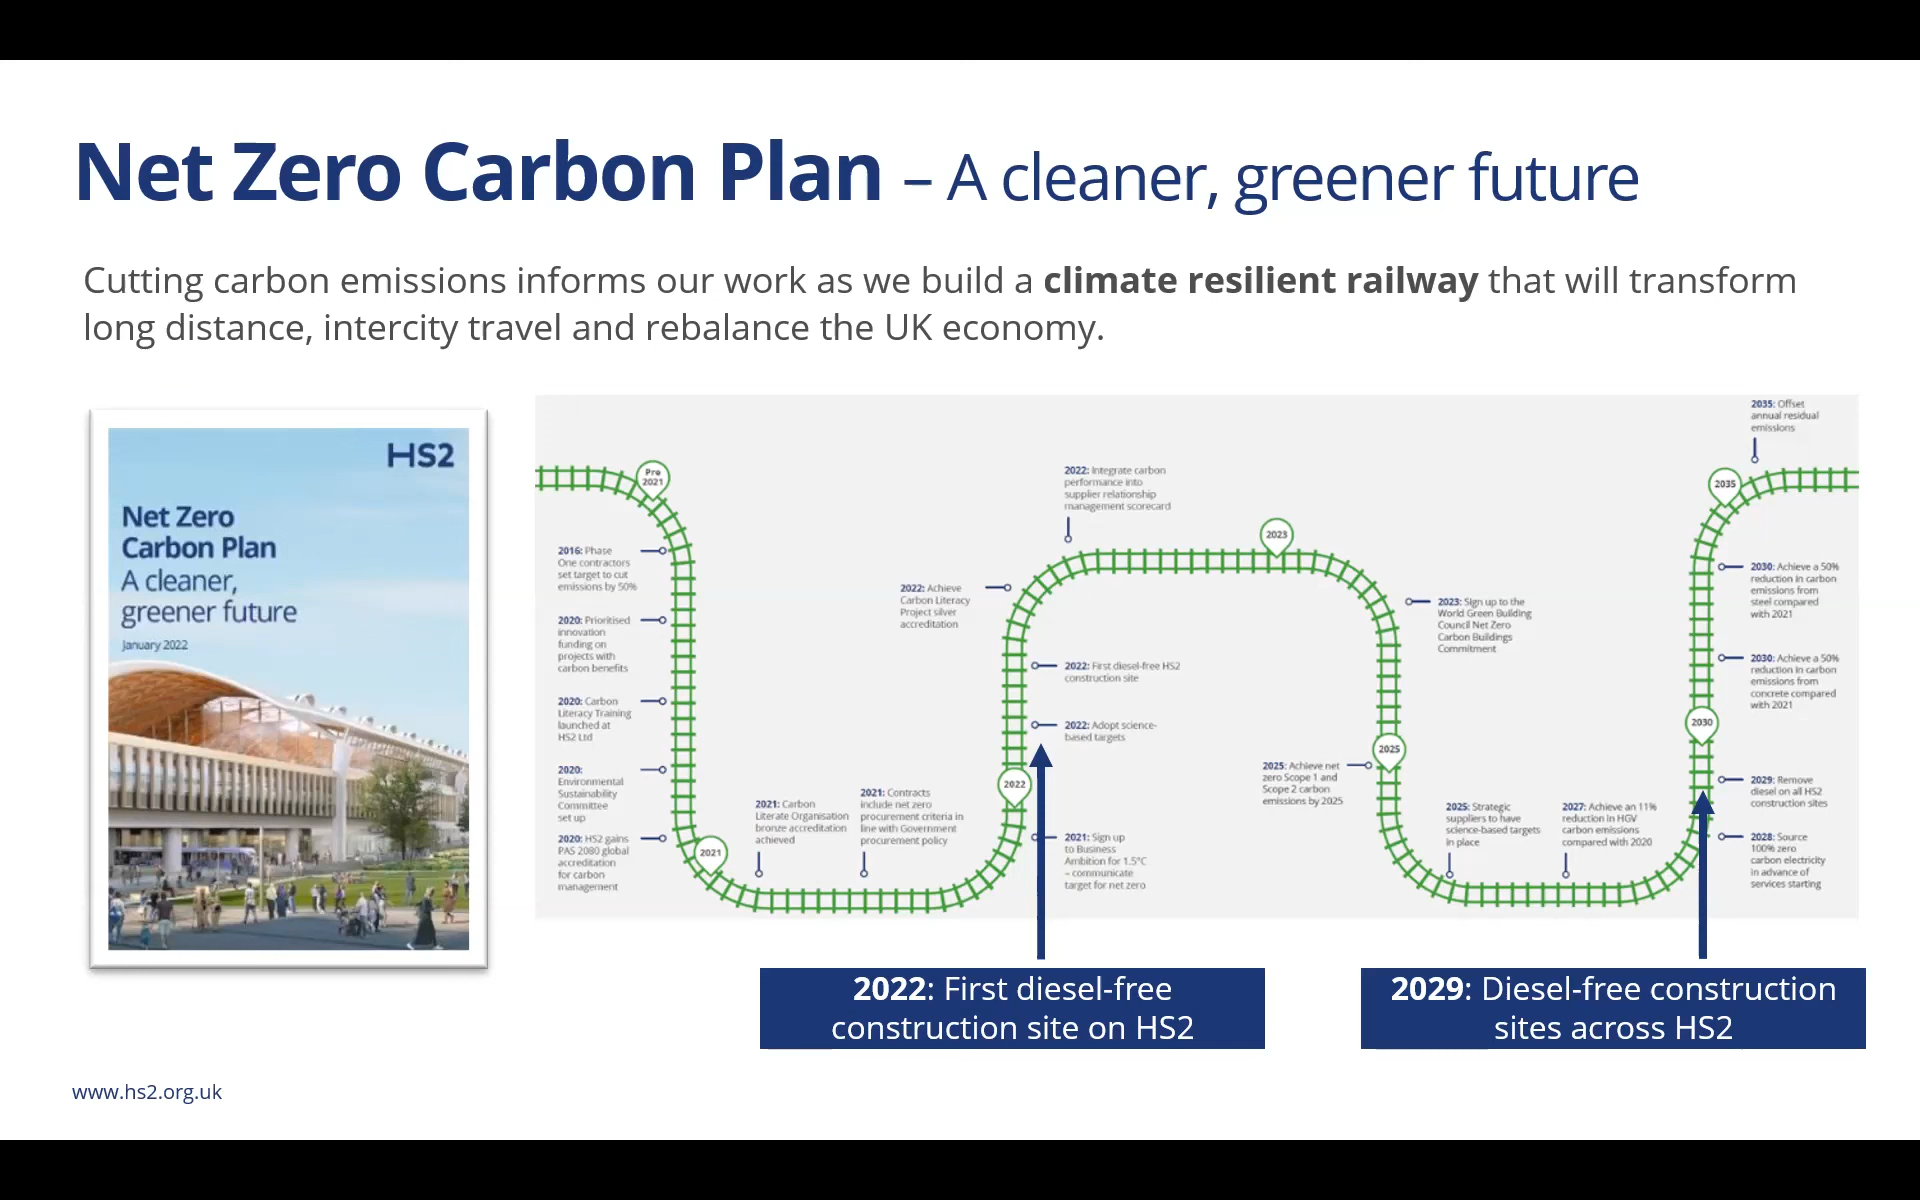 Net Zero Carbon Plan – A cleaner, greener future
Cutting carbon emissions informs our work as we build a climate resilient railway that will transform
long distance, intercity travel and rebalance the UK economy.
HS2
Net Zero
Carbon Plan
A cleaner,
greener future
January 2022
Pre
2021
2016: Phase
One contractors
set target to cut
emissions by 50%
2020: Prioritised
innovation
funding on
projects with
carbon benefits
2020: Carbon
Literacy Training
launched at
HS2 Ltd
2020:
Environmental
Sustainability
Committee
set up
2020: HS2 gains
PAS 2080 global
accreditation
for carbon
management
2021
2021: Carbon
Literate Organisation
bronze accreditation
achieved
2021: Contracts
include net zero
procurement criteria in
line with Government
procurement policy
2021: Sign up
to Business
Ambition for 1.5°C
– communicate
target for net zero
2022
2022: Adopt science-
based targets
2022: First diesel-free HS2
construction site
2022: Achieve
Carbon Literacy
Project silver
accreditation
2022: Integrate carbon
performance into
supplier relationship
management scorecard
2023
2023: Sign up to the
World Green Building
Council Net Zero
Carbon Buildings
Commitment
2025
2025: Achieve net
zero Scope 1 and
Scope 2 carbon
emissions by 2025
2025: Strategic
suppliers to have
science-based targets
in place
2027: Achieve an 11%
reduction in HGV
carbon emissions
compared with 2020
2028: Source
100% zero
carbon electricity
in advance of
services starting
2029: Remove
diesel on all HS2
construction sites
2030
2030: Achieve a 50%
reduction in carbon
emissions from
concrete compared
with 2021
2030: Achieve a 50%
reduction in carbon
emissions from
steel compared
with 2021
2035
2035: Offset
annual residual
emissions
2022: First diesel-free
construction site on HS2
2029: Diesel-free construction
sites across HS2
www.hs2.org.uk